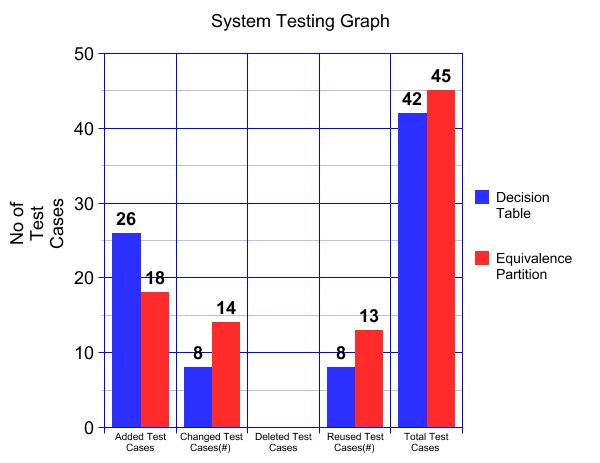 System Testing Graph
No of
Test
Cases
50
40
30
20
10
0
26
18
8
14
8
13
42
45
Added Test
Cases
Changed Test
Cases(#)
Deleted Test
Cases
Reused Test
Cases(#)
Total Test
Cases
Decision
Table
Equivalence
Partition